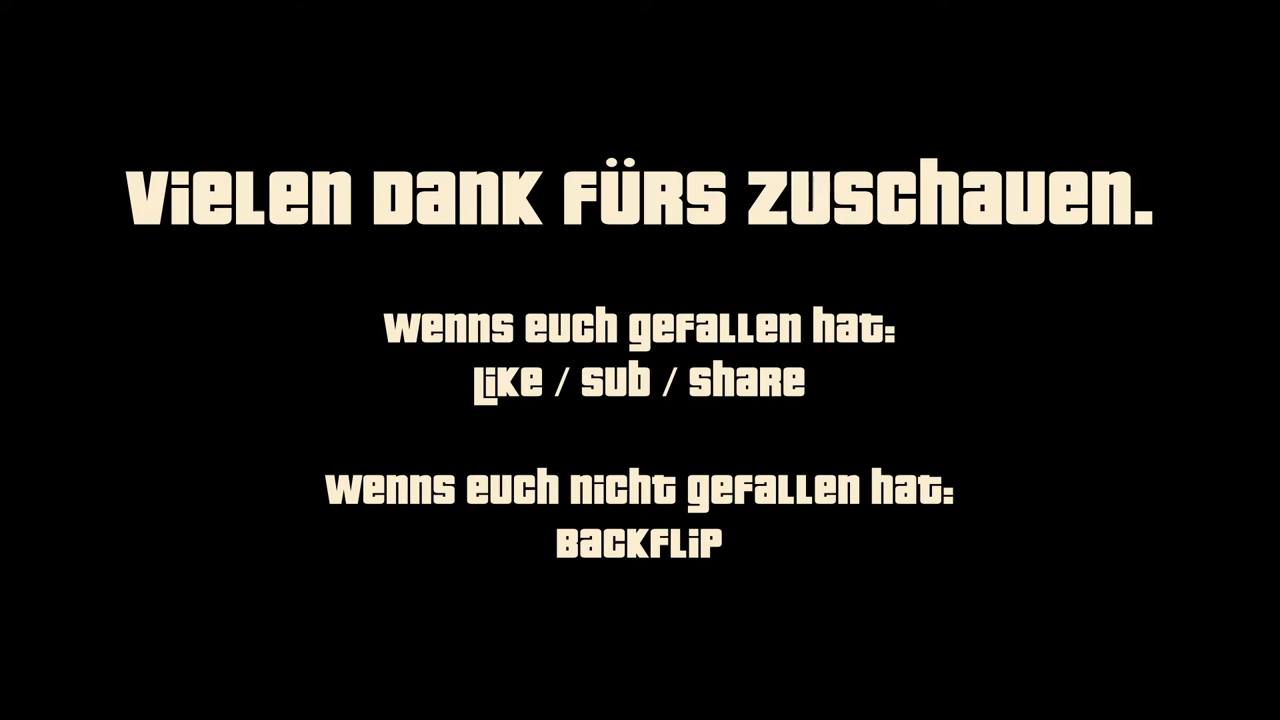 Vielen Dank fürs Zuschauen.
wenns euch gefallen hat:
Like / sub / share
wenns euch nicht gefallen hat:
Backflip